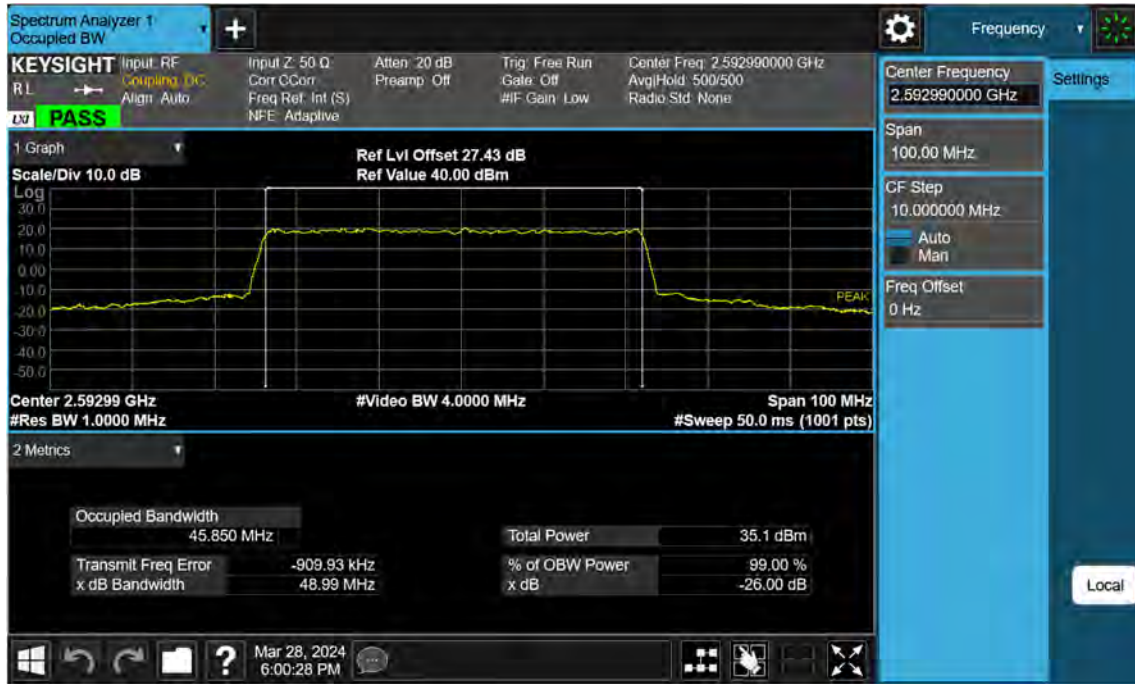 Spectrum Analyzer 1
Occupied BW
+
Frequency
KEYSIGHT
R L
LXI PASS
Input: RF
Coupling: DC
Align: Auto
Input Z: 50 Ω
Corr CCorr
Freq Ref: Int (S)
NFE: Adaptive
Atten: 20 dB
Preamp: Off
Trig: Free Run
Gate: Off
#IF Gain: Low
Center Freq: 2.592990000 GHz
Avg|Hold: 500/500
Radio Std: None
Center Frequency
2.592990000 GHz
Settings
Span
100.00 MHz
CF Step
10.000000 MHz
Auto
Man
Freq Offset
0 Hz
1 Graph
Scale/Div 10.0 dB
Ref Lvl Offset 27.43 dB
Ref Value 40.00 dBm
Log
30.0
20.0
10.0
0.00
-10.0
-20.0
-30.0
-40.0
-50.0
PEAK
Center 2.59299 GHz
#Video BW 4.0000 MHz
Span 100 MHz
#Res BW 1.0000 MHz
#Sweep 50.0 ms (1001 pts)
2 Metrics
Occupied Bandwidth
45.850 MHz
Total Power 35.1 dBm
Transmit Freq Error -909.93 kHz
% of OBW Power 99.00 %
x dB Bandwidth 48.99 MHz
x dB -26.00 dB
Local
?
Mar 28, 2024
6:00:28 PM